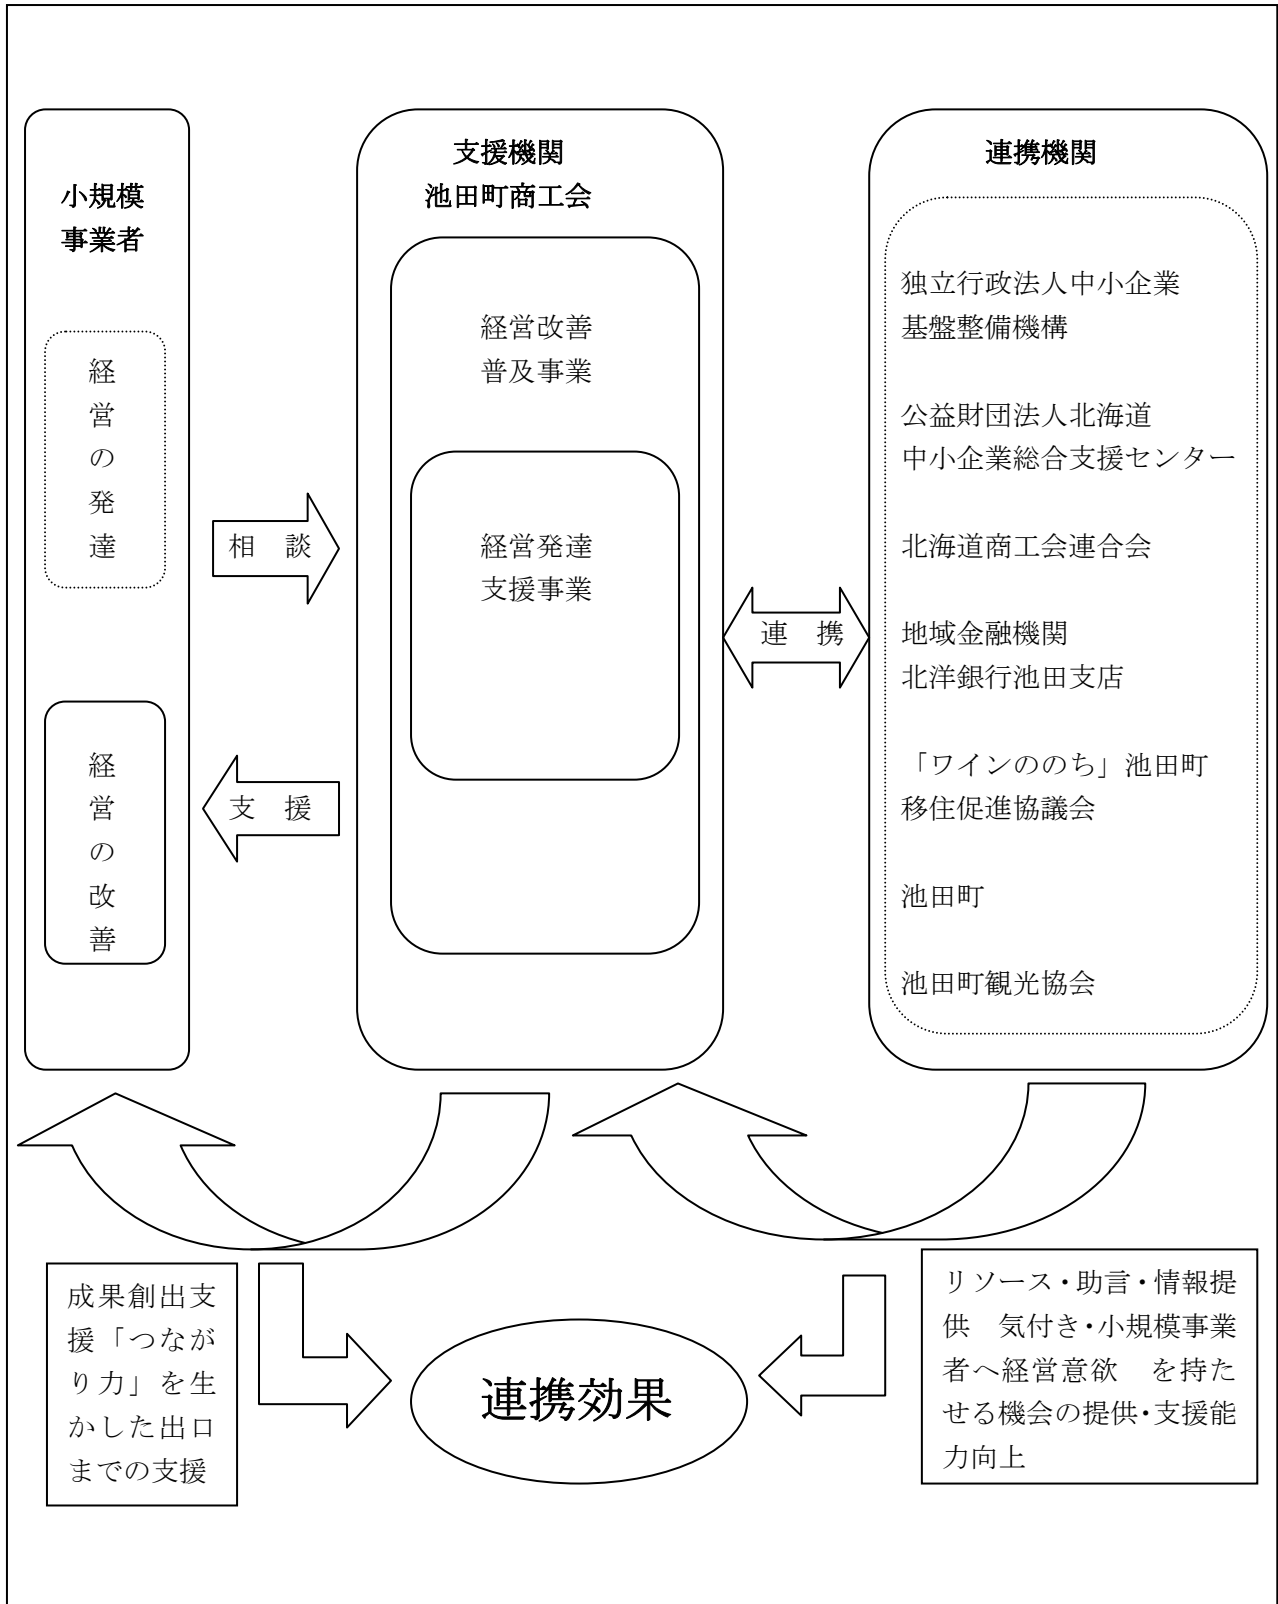 小規模
事業者
経営の発達
経営の改善
相　談
支　援
支援機関
池田町商工会
経営改善
普及事業
経営発達
支援事業
連　携
連携機関
独立行政法人中小企業
基盤整備機構
公益財団法人北海道
中小企業総合支援センター
北海道商工会連合会
地域金融機関
北洋銀行池田支店
「ワインののち」池田町
移住促進協議会
池田町
池田町観光協会
成果創出支
援「つなが
り力」を生
かした出口
までの支援
連携効果
リソース・助言・情報提
供　気付き・小規模事業
者へ経営意欲　を持た
せる機会の提供・支援能
力向上